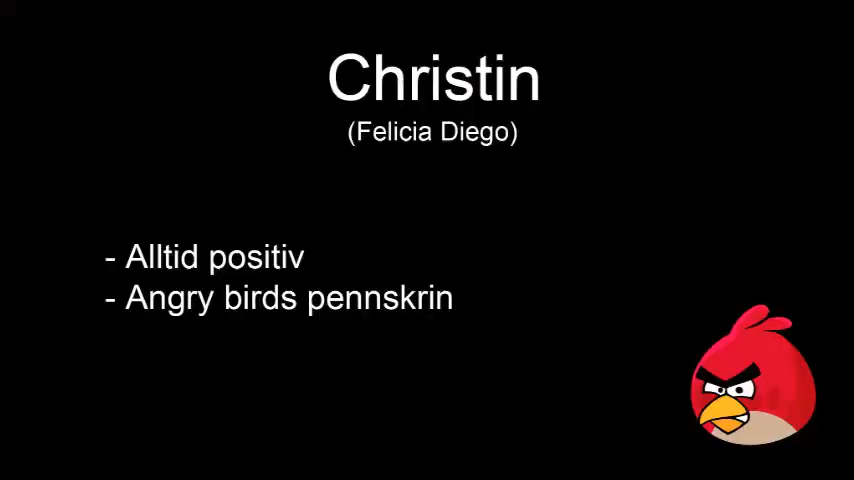 Christin
(Felicia Diego)
- Alltid positiv
- Angry birds pennskrin